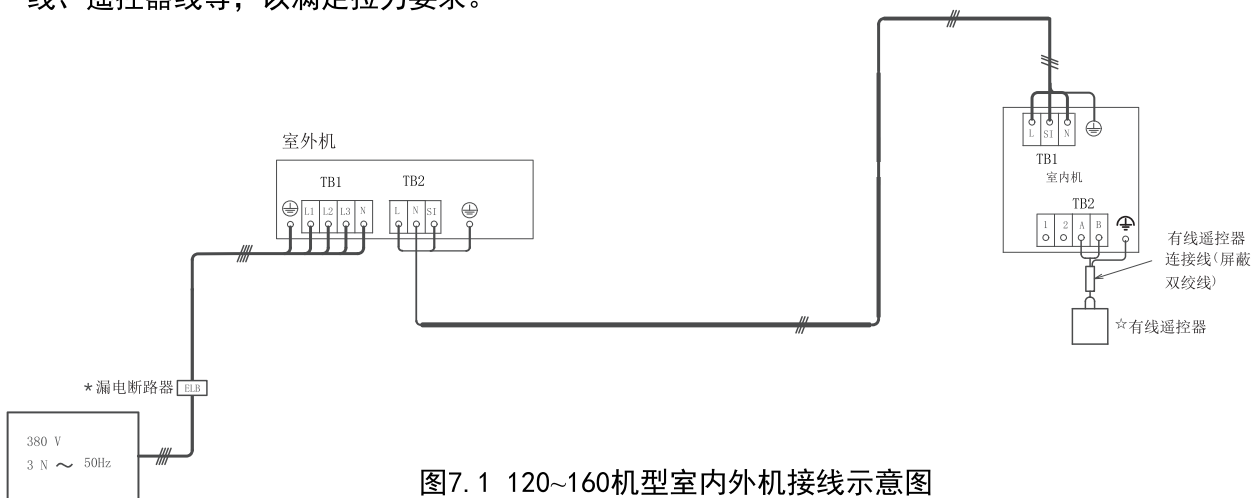 线、遥控器线等，以满足拉力要求。
室外机
TB1
TB2
L1 L2 L3 N
L N SI
L SI N
TB1
室内机
TB2
1 2 A B
有线遥控器
连接线(屏蔽
双绞线)
☆有线遥控器
*漏电断路器 ELB
380 V
3 N ～ 50Hz
图7.1 120~160机型室内外机接线示意图